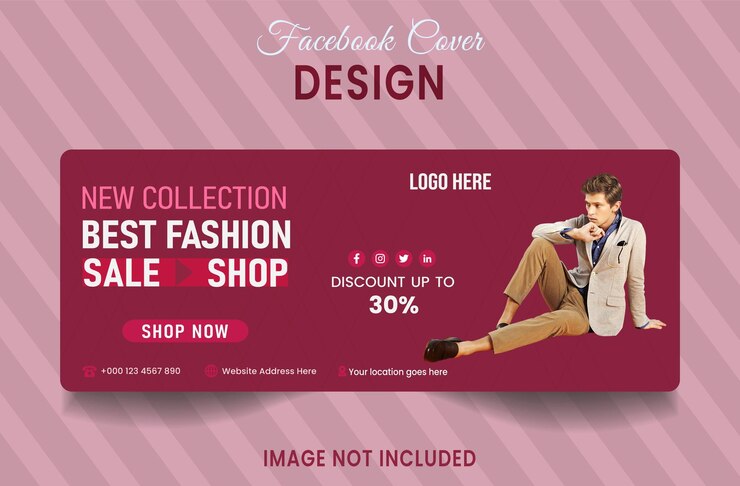 Facebook Cover
DESIGN
LOGO HERE
NEW COLLECTION
BEST FASHION
SALE SHOP
DISCOUNT UP TO
30%
SHOP NOW
+000 123 4567 890
Website Address Here
Your location goes here
IMAGE NOT INCLUDED